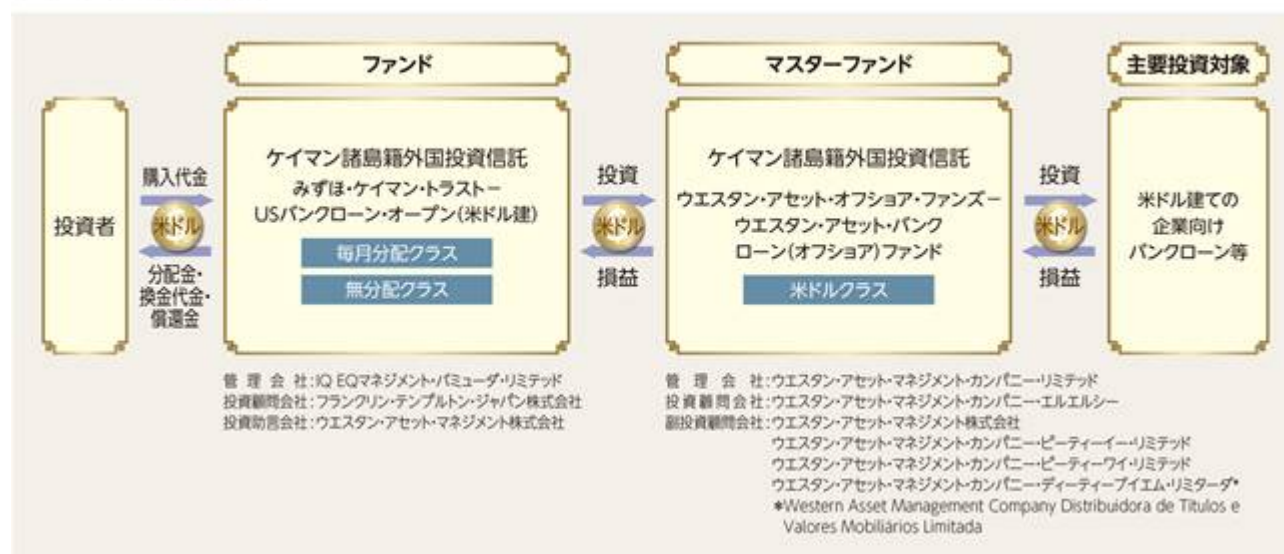 ファンド
マスターファンド
主要投資対象
投資者
購入代金
米ドル
分配金・
換金代金・
償還金
ケイマン諸島籍外国投資信託
みずほ・ケイマン・トラスト－
USバンクローン・オープン(米ドル建)
毎月分配クラス
無分配クラス
投資
米ドル
損益
ケイマン諸島籍外国投資信託
ウエスタン・アセット・オフショア・ファンズ－
ウエスタン・アセット・バンク
ローン(オフショア)ファンド
米ドルクラス
投資
米ドル
損益
米ドル建ての
企業向け
バンクローン等
管理会社:IQ EQマネジメント・バミューダ・リミテッド
投資顧問会社:フランクリン・テンプルトン・ジャパン株式会社
投資助言会社:ウエスタン・アセット・マネジメント株式会社
管理会社:ウエスタン・アセット・マネジメント・カンパニー・リミテッド
投資顧問会社:ウエスタン・アセット・マネジメント・カンパニー・エルエルシー
副投資顧問会社:ウエスタン・アセット・マネジメント株式会社
ウエスタン・アセット・マネジメント・カンパニー・ピーティーイー・リミテッド
ウエスタン・アセット・マネジメント・カンパニー・ピーティーワイ・リミテッド
ウエスタン・アセット・マネジメント・カンパニー・ディーティーブイエム・リミターダ*
*Western Asset Management Company Distribuidora de Títulos e
Valores Mobiliários Limitada